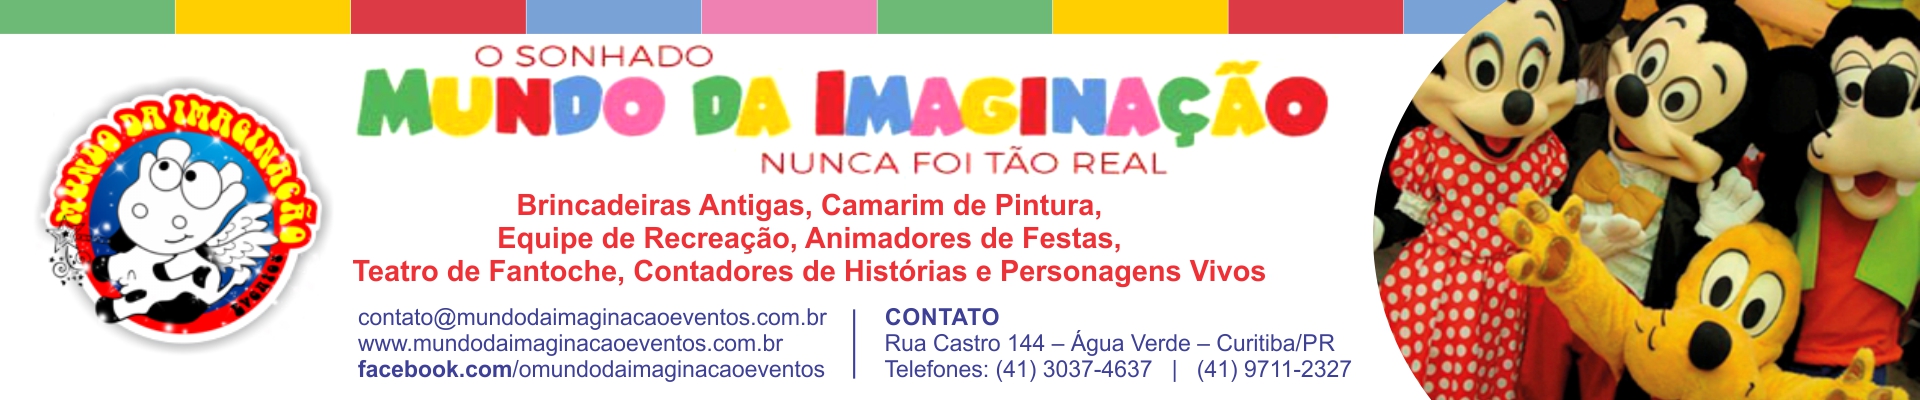 MUNDO DA IMAGINAÇÃO
eventos
O SONHADO
MUNDO DA IMAGINAÇÃO
NUNCA FOI TÃO REAL
Brincadeiras Antigas, Camarim de Pintura,
Equipe de Recreação, Animadores de Festas,
Teatro de Fantoche, Contadores de Histórias e Personagens Vivos
contato@mundodaimaginacaoeventos.com.br
www.mundodaimaginacaoeventos.com.br
facebook.com/omundodaimaginacaoeventos
CONTATO
Rua Castro 144 – Água Verde – Curitiba/PR
Telefones: (41) 3037-4637 | (41) 9711-2327